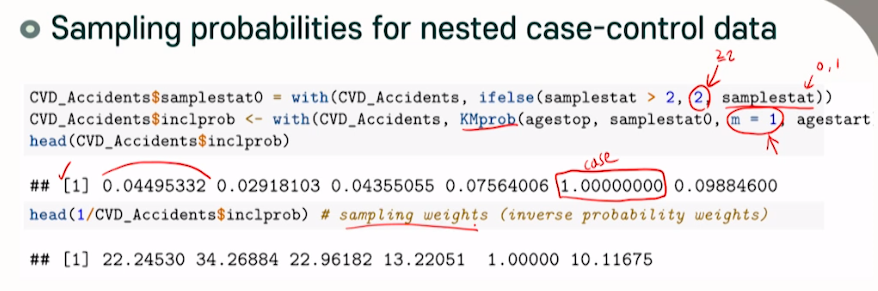 Sampling probabilities for nested case-control data
≥2
0,1
CVD_Accidents$samplestat0 = with(CVD_Accidents, ifelse(samplestat > 2, 2, samplestat))
CVD_Accidents$inclprob <- with(CVD_Accidents, KMprob(agestop, samplestat0, m = 1, agestart
head(CVD_Accidents$inclprob)
case
## [1] 0.04495332 0.02918103 0.04355055 0.07564006 1.00000000 0.09884600
head(1/CVD_Accidents$inclprob) # sampling weights (inverse probability weights)
## [1] 22.24530 34.26884 22.96182 13.22051 1.00000 10.11675